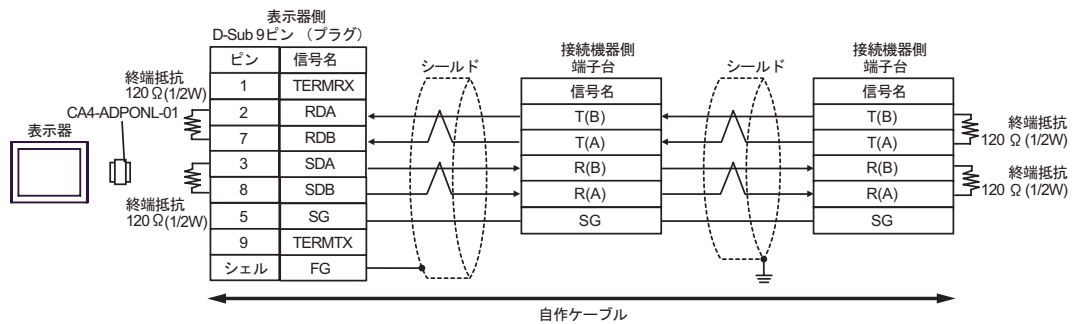 表示器側
D-Sub 9ピン (プラグ)
ピン 信号名
1 TERMRX
2 RDA
7 RDB
3 SDA
8 SDB
5 SG
9 TERMTX
シェル FG
終端抵抗
120 Ω(1/2W)
CA4-ADPONL-01
表示器
終端抵抗
120 Ω(1/2W)
シールド
接続機器側
端子台
信号名
T(B)
T(A)
R(B)
R(A)
SG
シールド
接続機器側
端子台
信号名
T(B)
T(A)
R(B)
R(A)
SG
終端抵抗
120 Ω (1/2W)
終端抵抗
120 Ω (1/2W)
自作ケーブル